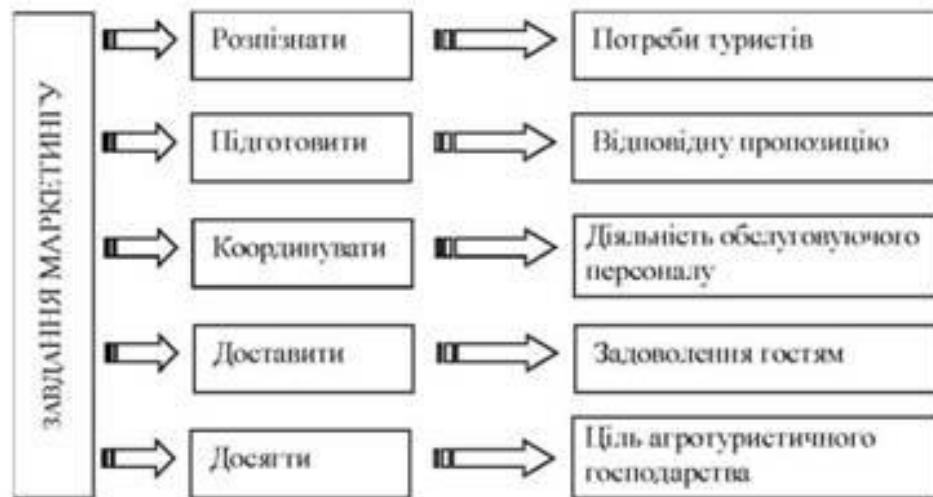 ЗАВДАННЯ МАРКЕТИНГУ
Розпізнати
Потреби туристів
Підготовити
Відповідну пропозицію
Координувати
Діяльність обслуговуючого
персоналу
Доставити
Задоволення гостям
Досягти
Ціль агротуристичного
господарства